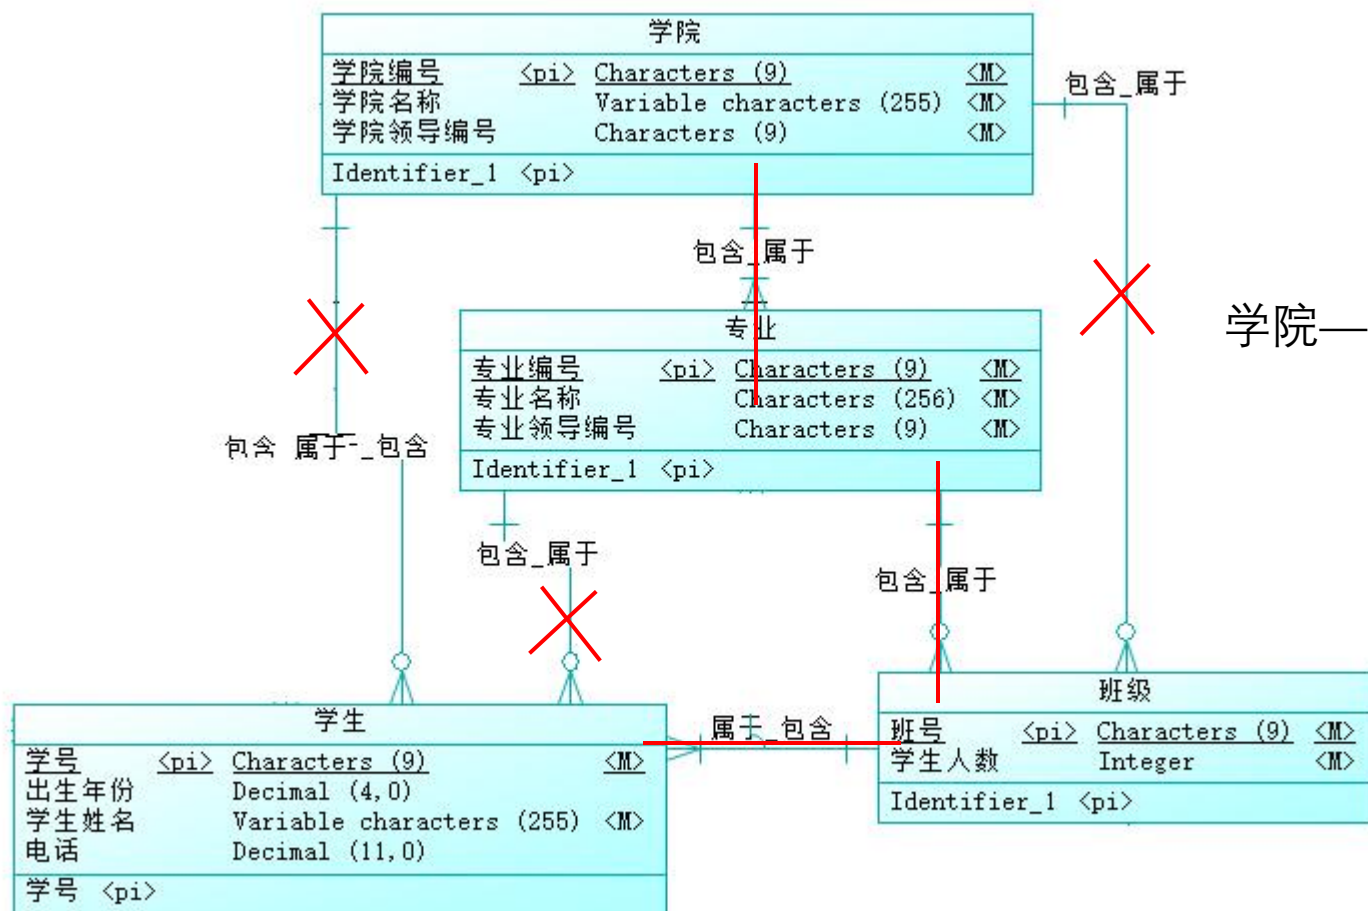 学院
学院编号 <pi> Characters (9) <M>
学院名称 Variable characters (255) <M>
学院领导编号 Characters (9) <M>
Identifier_1 <pi>
包含_属于
包含_属于
学院—
专业
专业编号 <pi> Characters (9) <M>
专业名称 Characters (256) <M>
专业领导编号 Characters (9) <M>
Identifier_1 <pi>
包含 属于-_包含
包含_属于
包含_属于
学生
学号 <pi> Characters (9) <M>
出生年份 Decimal (4,0)
学生姓名 Variable characters (255) <M>
电话 Decimal (11,0)
学号 <pi>
属于_包含
班级
班号 <pi> Characters (9) <M>
学生人数 Integer <M>
Identifier_1 <pi>